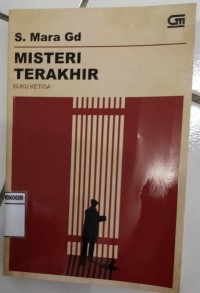 S. Mara Gd
MISTERI
TERAKHIR
BUKU KETIGA